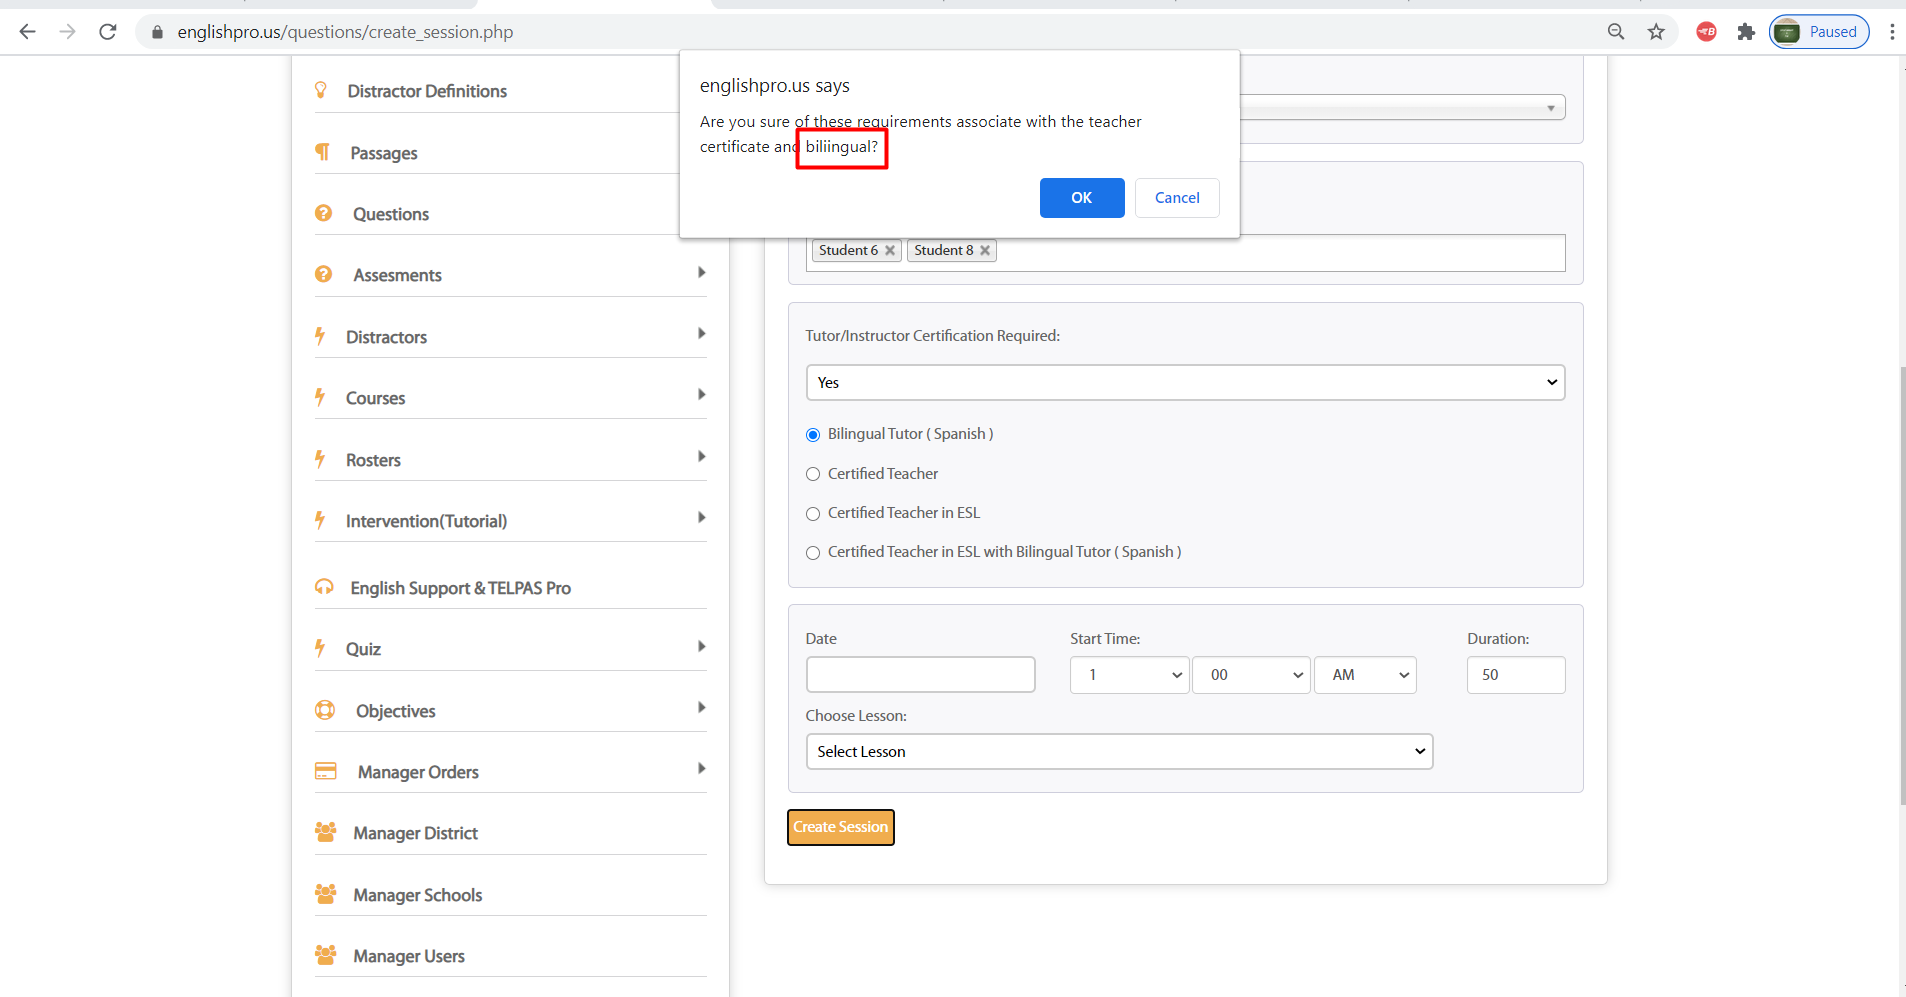 englishpro.us/questions/create_session.php
Paused
englishpro.us says
Are you sure of these requirements associate with the teacher
certificate and biliingual?
OK
Cancel
Distractor Definitions
Passages
Questions
Assesments
Distractors
Courses
Rosters
Intervention(Tutorial)
English Support & TELPAS Pro
Quiz
Objectives
Manager Orders
Manager District
Manager Schools
Manager Users
Student 6
Student 8
Tutor/Instructor Certification Required:
Yes
Bilingual Tutor ( Spanish )
Certified Teacher
Certified Teacher in ESL
Certified Teacher in ESL with Bilingual Tutor ( Spanish )
Date
Start Time:
Duration:
1
00
AM
50
Choose Lesson:
Select Lesson
Create Session